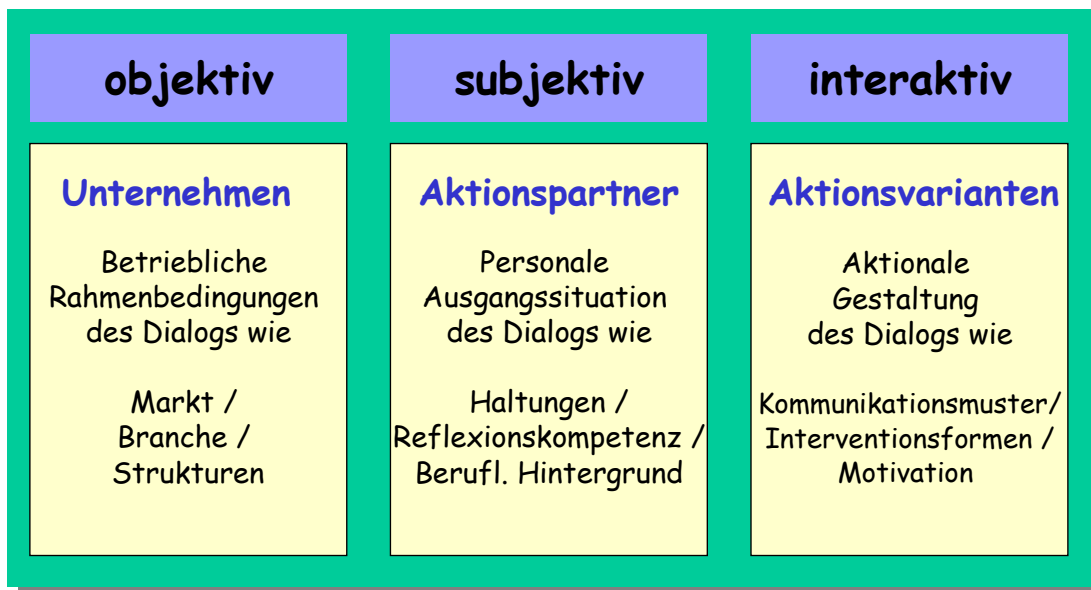 objektiv
subjektiv
interaktiv
Unternehmen
Betriebliche
Rahmenbedingungen
des Dialogs wie
Markt /
Branche /
Strukturen
Aktionspartner
Personale
Ausgangssituation
des Dialogs wie
Haltungen /
Reflexionskompetenz /
Berufl. Hintergrund
Aktionsvarianten
Aktionale
Gestaltung
des Dialogs wie
Kommunikationsmuster/
Interventionsformen /
Motivation